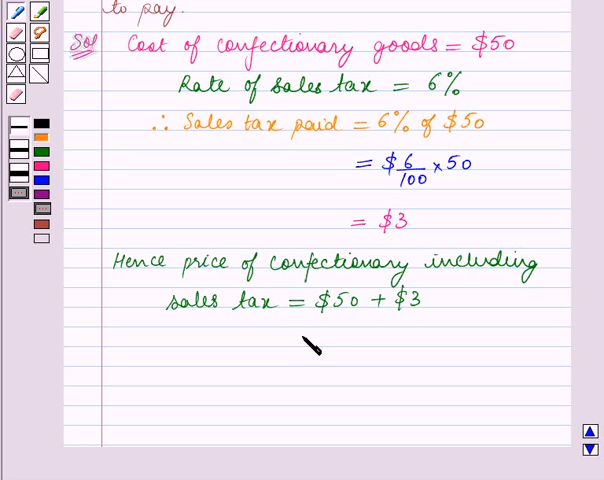 to pay.
Sol Cost of confectionary goods = $50
Rate of sales tax = 6%
∴ Sales tax paid = 6% of $50
= $ 6/100 × 50
= $3
Hence price of confectionary including
sales tax = $50 + $3